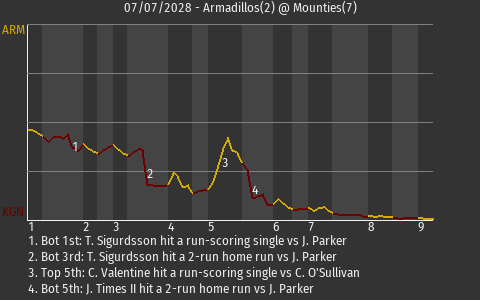 07/07/2028 - Armadillos(2) @ Mounties(7)
ARM
1
2
3
4
KGN
1 2 3 4 5 6 7 8 9
1. Bot 1st: T. Sigurdsson hit a run-scoring single vs J. Parker
2. Bot 3rd: T. Sigurdsson hit a 2-run home run vs J. Parker
3. Top 5th: C. Valentine hit a run-scoring single vs C. O'Sullivan
4. Bot 5th: J. Times II hit a 2-run home run vs J. Parker